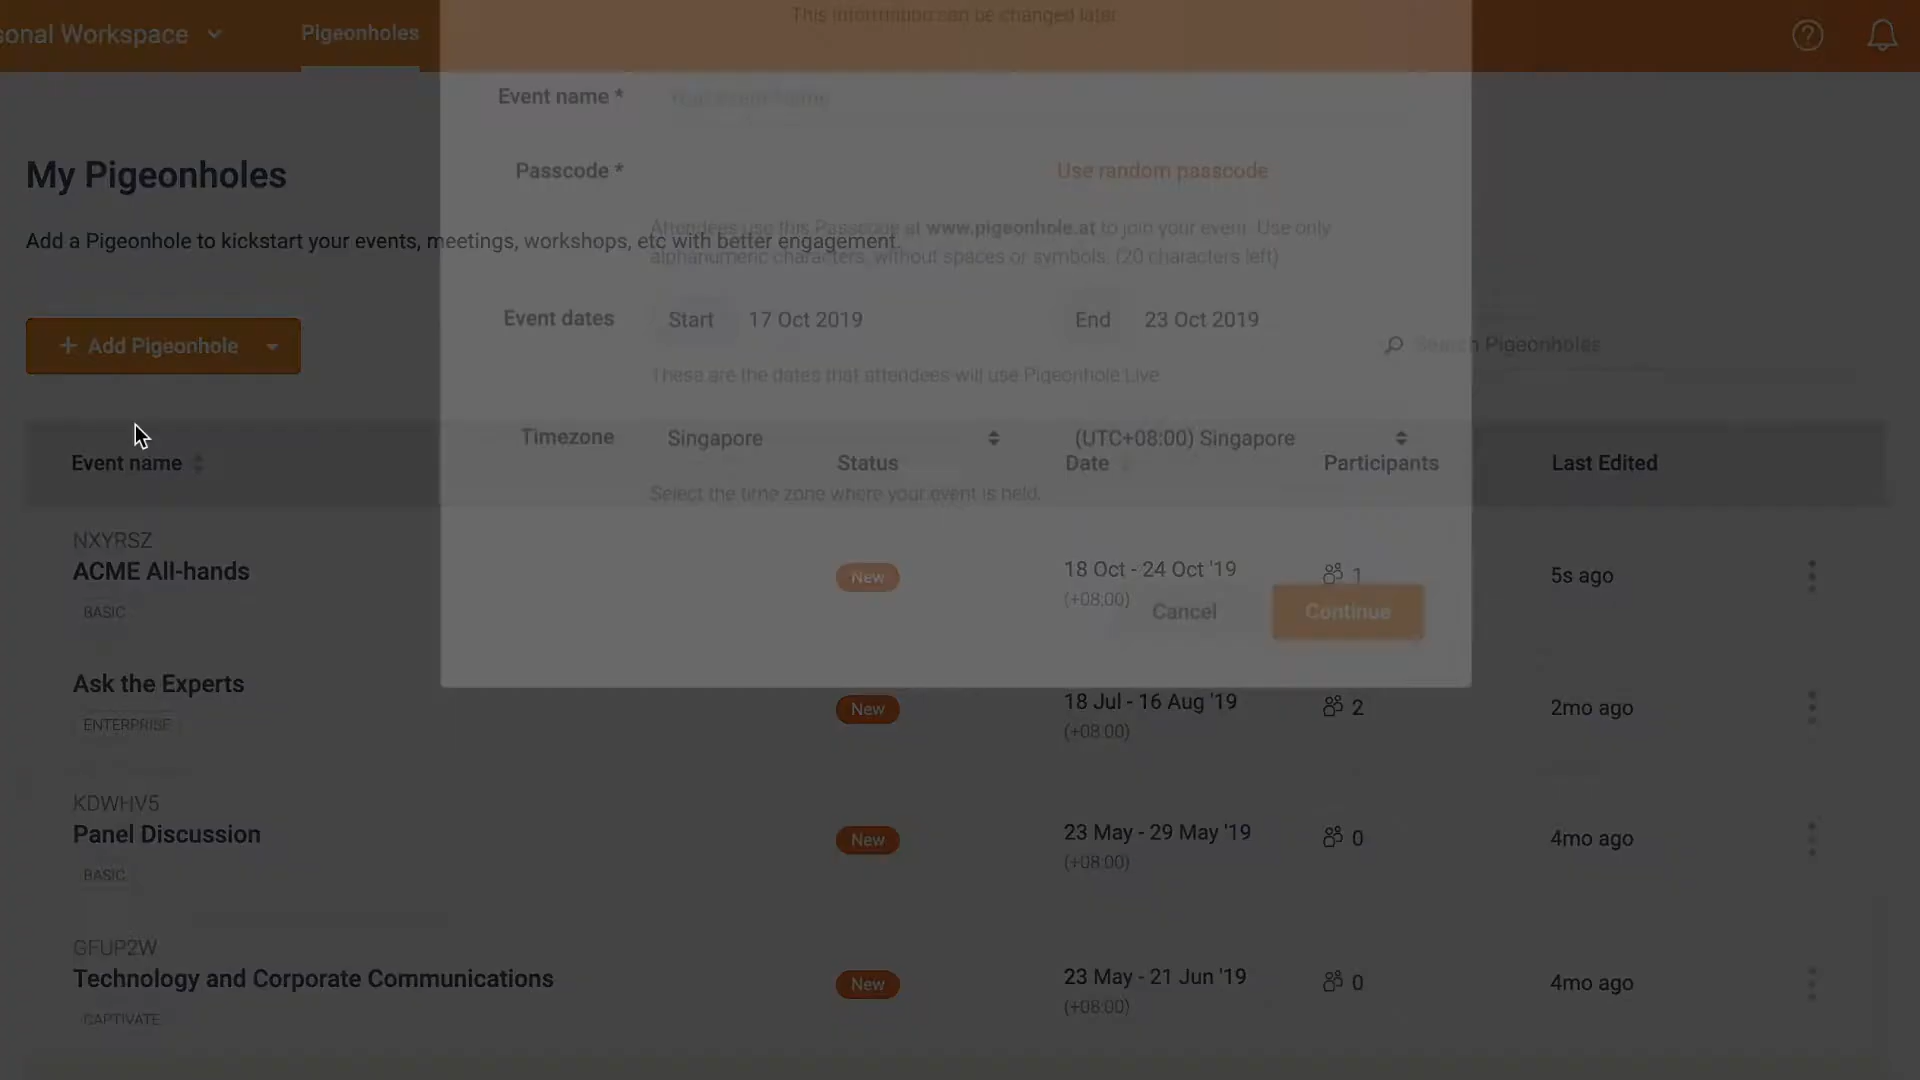 sonal Workspace
Pigeonholes
This information can be changed later
Event name *
Your Event Name
Passcode *
Use random passcode
Attendees use this Passcode at www.pigeonhole.at to join your event. Use only
alphanumeric characters, without spaces or symbols. (20 characters left)
Event dates
Start
17 Oct 2019
End
23 Oct 2019
These are the dates that attendees will use Pigeonhole Live
Timezone
Singapore
(UTC+08:00) Singapore
Select the time zone where your event is held.
Cancel
Continue
My Pigeonholes
Add a Pigeonhole to kickstart your events, meetings, workshops, etc with better engagement.
+ Add Pigeonhole
Search Pigeonholes
Event name
Status
Date
Participants
Last Edited
NXYRSZ
ACME All-hands
BASIC
New
18 Oct - 24 Oct '19
(+08:00)
1
5s ago
Ask the Experts
ENTERPRISE
New
18 Jul - 16 Aug '19
(+08:00)
2
2mo ago
KDWHV5
Panel Discussion
BASIC
New
23 May - 29 May '19
(+08:00)
0
4mo ago
GFUP2W
Technology and Corporate Communications
CAPTIVATE
New
23 May - 21 Jun '19
(+08:00)
0
4mo ago